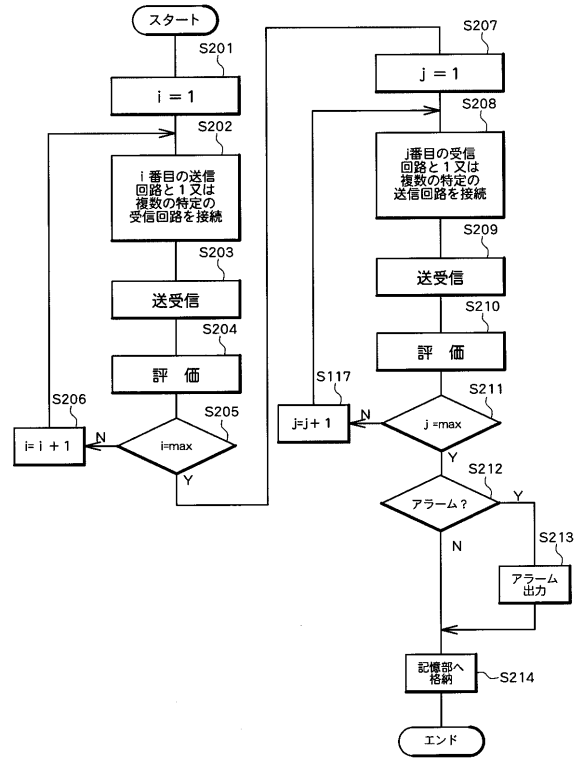 スタート
S201
i = 1
S202
i 番目の送信
回路と1又は
複数の特定の
受信回路を接続
S203
送受信
S204
評 価
S205
i=max
N
Y
S206
i= i + 1
S207
j = 1
S208
j番目の受信
回路と1又は
複数の特定の
送信回路を接続
S209
送受信
S210
評 価
S211
j =max
N
Y
S117
j=j+ 1
S212
アラーム？
Y
N
S213
アラーム
出力
記憶部へ
格納
S214
エンド